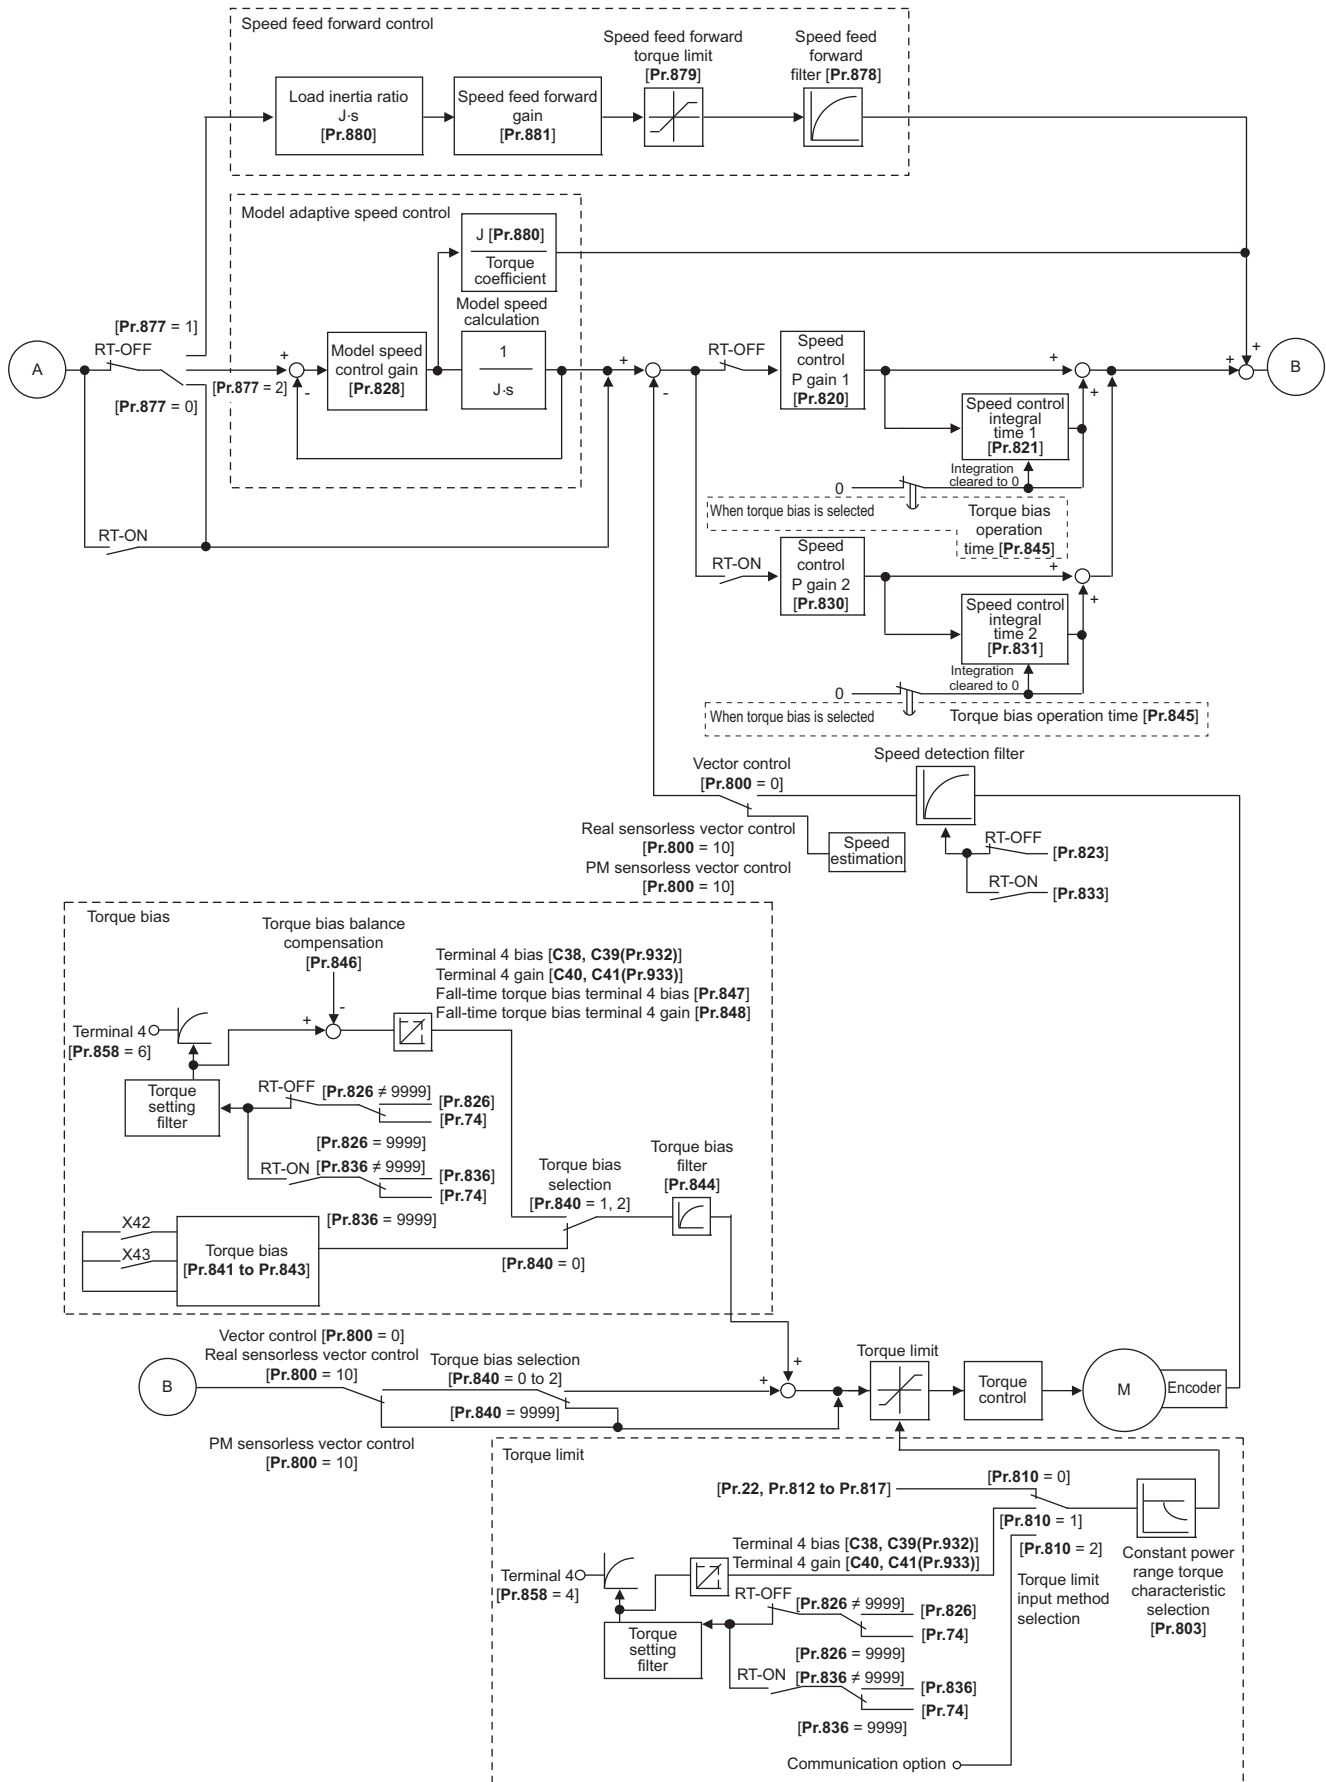 Speed feed forward control
Speed feed forward
torque limit
[Pr.879]
Speed feed
forward
filter [Pr.878]
Load inertia ratio
J·s
[Pr.880]
Speed feed forward
gain
[Pr.881]
Model adaptive speed control
J [Pr.880]
Torque
coefficient
Model speed
calculation
[Pr.877 = 1]
RT-OFF
A
[Pr.877 = 2]
[Pr.877 = 0]
+
-
Model speed
control gain
[Pr.828]
1
J·s
+
-
RT-OFF
Speed
control
P gain 1
[Pr.820]
+
+
+
+
B
Speed control
integral
time 1
[Pr.821]
Integration
cleared to 0
0
When torque bias is selected
Torque bias
operation
time [Pr.845]
RT-ON
RT-ON
Speed
control
P gain 2
[Pr.830]
+
+
Speed control
integral
time 2
[Pr.831]
Integration
cleared to 0
0
When torque bias is selected
Torque bias operation time [Pr.845]
Vector control
[Pr.800 = 0]
Speed detection filter
Real sensorless vector control
[Pr.800 = 10]
PM sensorless vector control
[Pr.800 = 10]
Speed
estimation
RT-OFF
[Pr.823]
RT-ON
[Pr.833]
Torque bias
Torque bias balance
compensation
[Pr.846]
Terminal 4 bias [C38, C39(Pr.932)]
Terminal 4 gain [C40, C41(Pr.933)]
Fall-time torque bias terminal 4 bias [Pr.847]
Fall-time torque bias terminal 4 gain [Pr.848]
-
+
Terminal 4
[Pr.858 = 6]
Torque
setting
filter
RT-OFF
[Pr.826 ≠ 9999]
[Pr.826]
[Pr.74]
[Pr.826 = 9999]
RT-ON
[Pr.836 ≠ 9999]
[Pr.836]
[Pr.74]
[Pr.836 = 9999]
Torque bias
selection
[Pr.840 = 1, 2]
Torque bias
filter
[Pr.844]
X42
X43
Torque bias
[Pr.841 to Pr.843]
[Pr.840 = 0]
Vector control [Pr.800 = 0]
Real sensorless vector control
[Pr.800 = 10]
B
PM sensorless vector control
[Pr.800 = 10]
Torque bias selection
[Pr.840 = 0 to 2]
[Pr.840 = 9999]
+
+
Torque limit
Torque
control
M
Encoder
Torque limit
[Pr.22, Pr.812 to Pr.817]
[Pr.810 = 0]
[Pr.810 = 1]
[Pr.810 = 2]
Torque limit
input method
selection
Constant power
range torque
characteristic
selection
[Pr.803]
Terminal 4 bias [C38, C39(Pr.932)]
Terminal 4 gain [C40, C41(Pr.933)]
Terminal 4
[Pr.858 = 4]
Torque
setting
filter
RT-OFF
[Pr.826 ≠ 9999]
[Pr.826]
[Pr.74]
[Pr.826 = 9999]
RT-ON
[Pr.836 ≠ 9999]
[Pr.836]
[Pr.74]
[Pr.836 = 9999]
Communication option